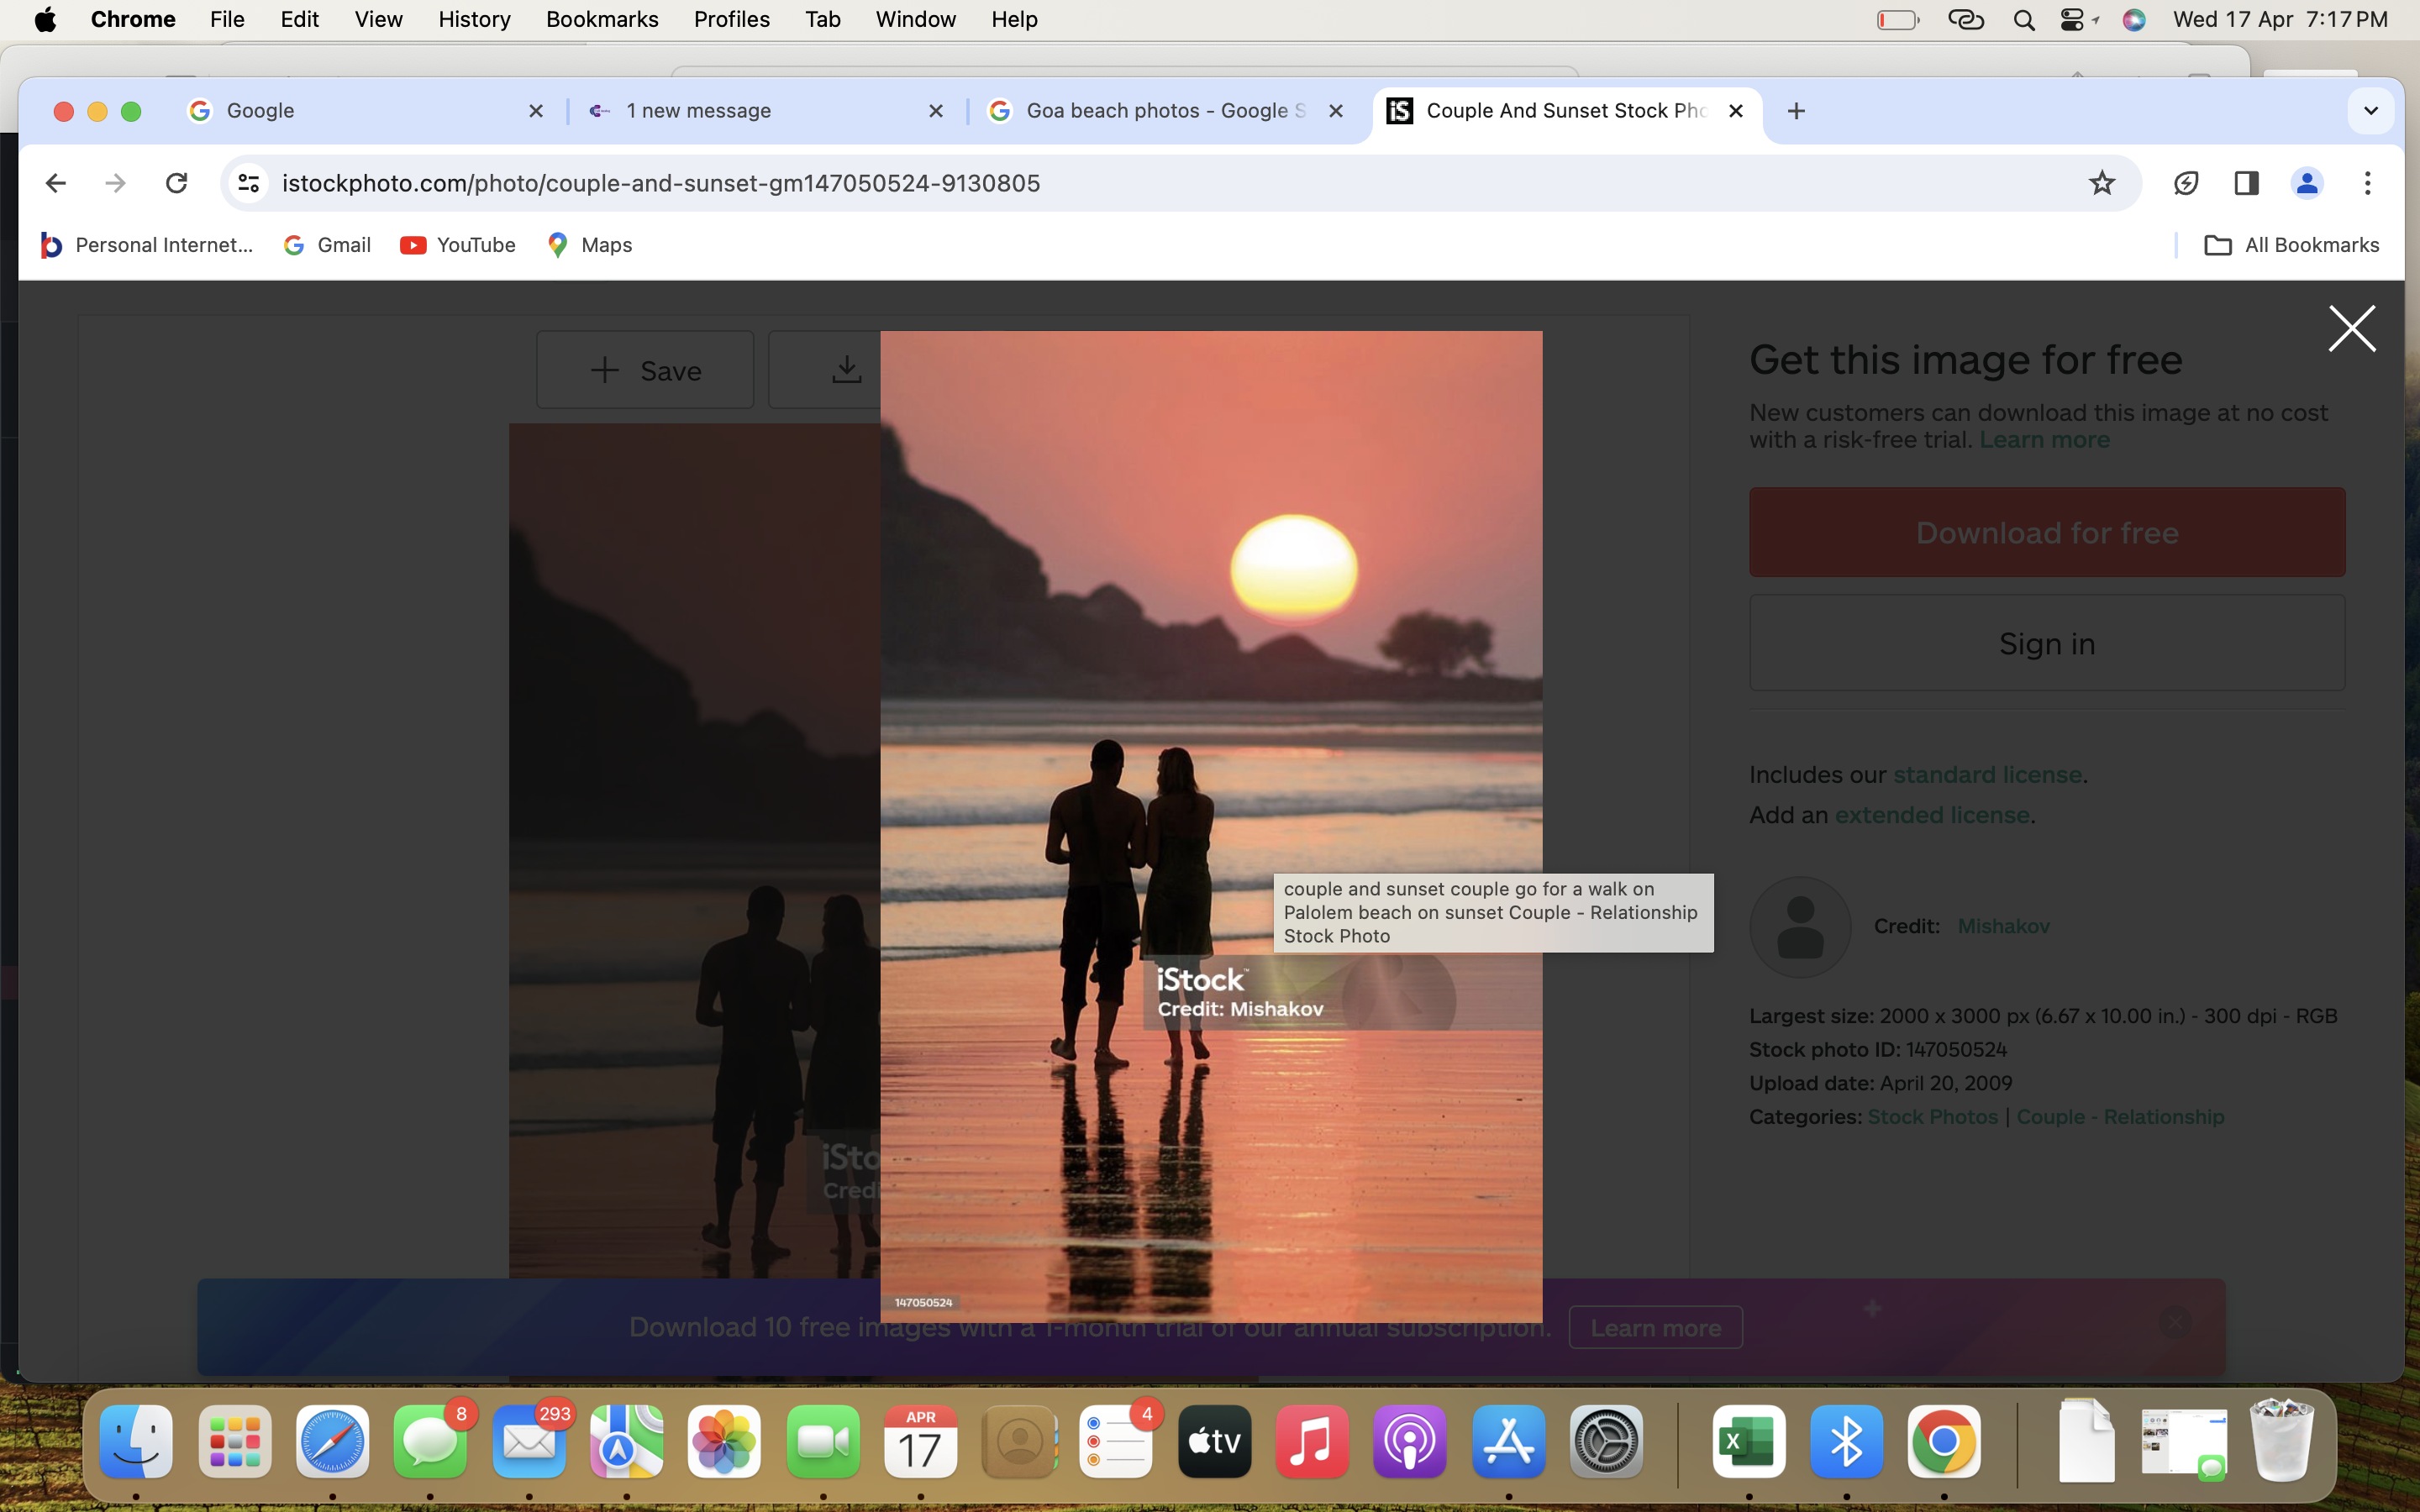 Chrome File Edit View History Bookmarks Profiles Tab Window Help
Wed 17 Apr 7:17 PM
Google
1 new message
Goa beach photos - Google S
iS Couple And Sunset Stock Pho
istockphoto.com/photo/couple-and-sunset-gm147050524-9130805
Personal Internet... Gmail YouTube Maps
All Bookmarks
Save
Get this image for free
New customers can download this image at no cost
with a risk-free trial. Learn more
Download for free
Sign in
Includes our standard license.
Add an extended license.
couple and sunset couple go for a walk on
Palolem beach on sunset Couple - Relationship
Stock Photo
iStock™
Credit: Mishakov
iSto
Credi
147050524
Credit: Mishakov
Largest size: 2000 x 3000 px (6.67 x 10.00 in.) - 300 dpi - RGB
Stock photo ID: 147050524
Upload date: April 20, 2009
Categories: Stock Photos | Couple - Relationship
Download 10 free images with a 1-month trial of our annual subscription.
Learn more
8
293
APR
17
4
tv
X